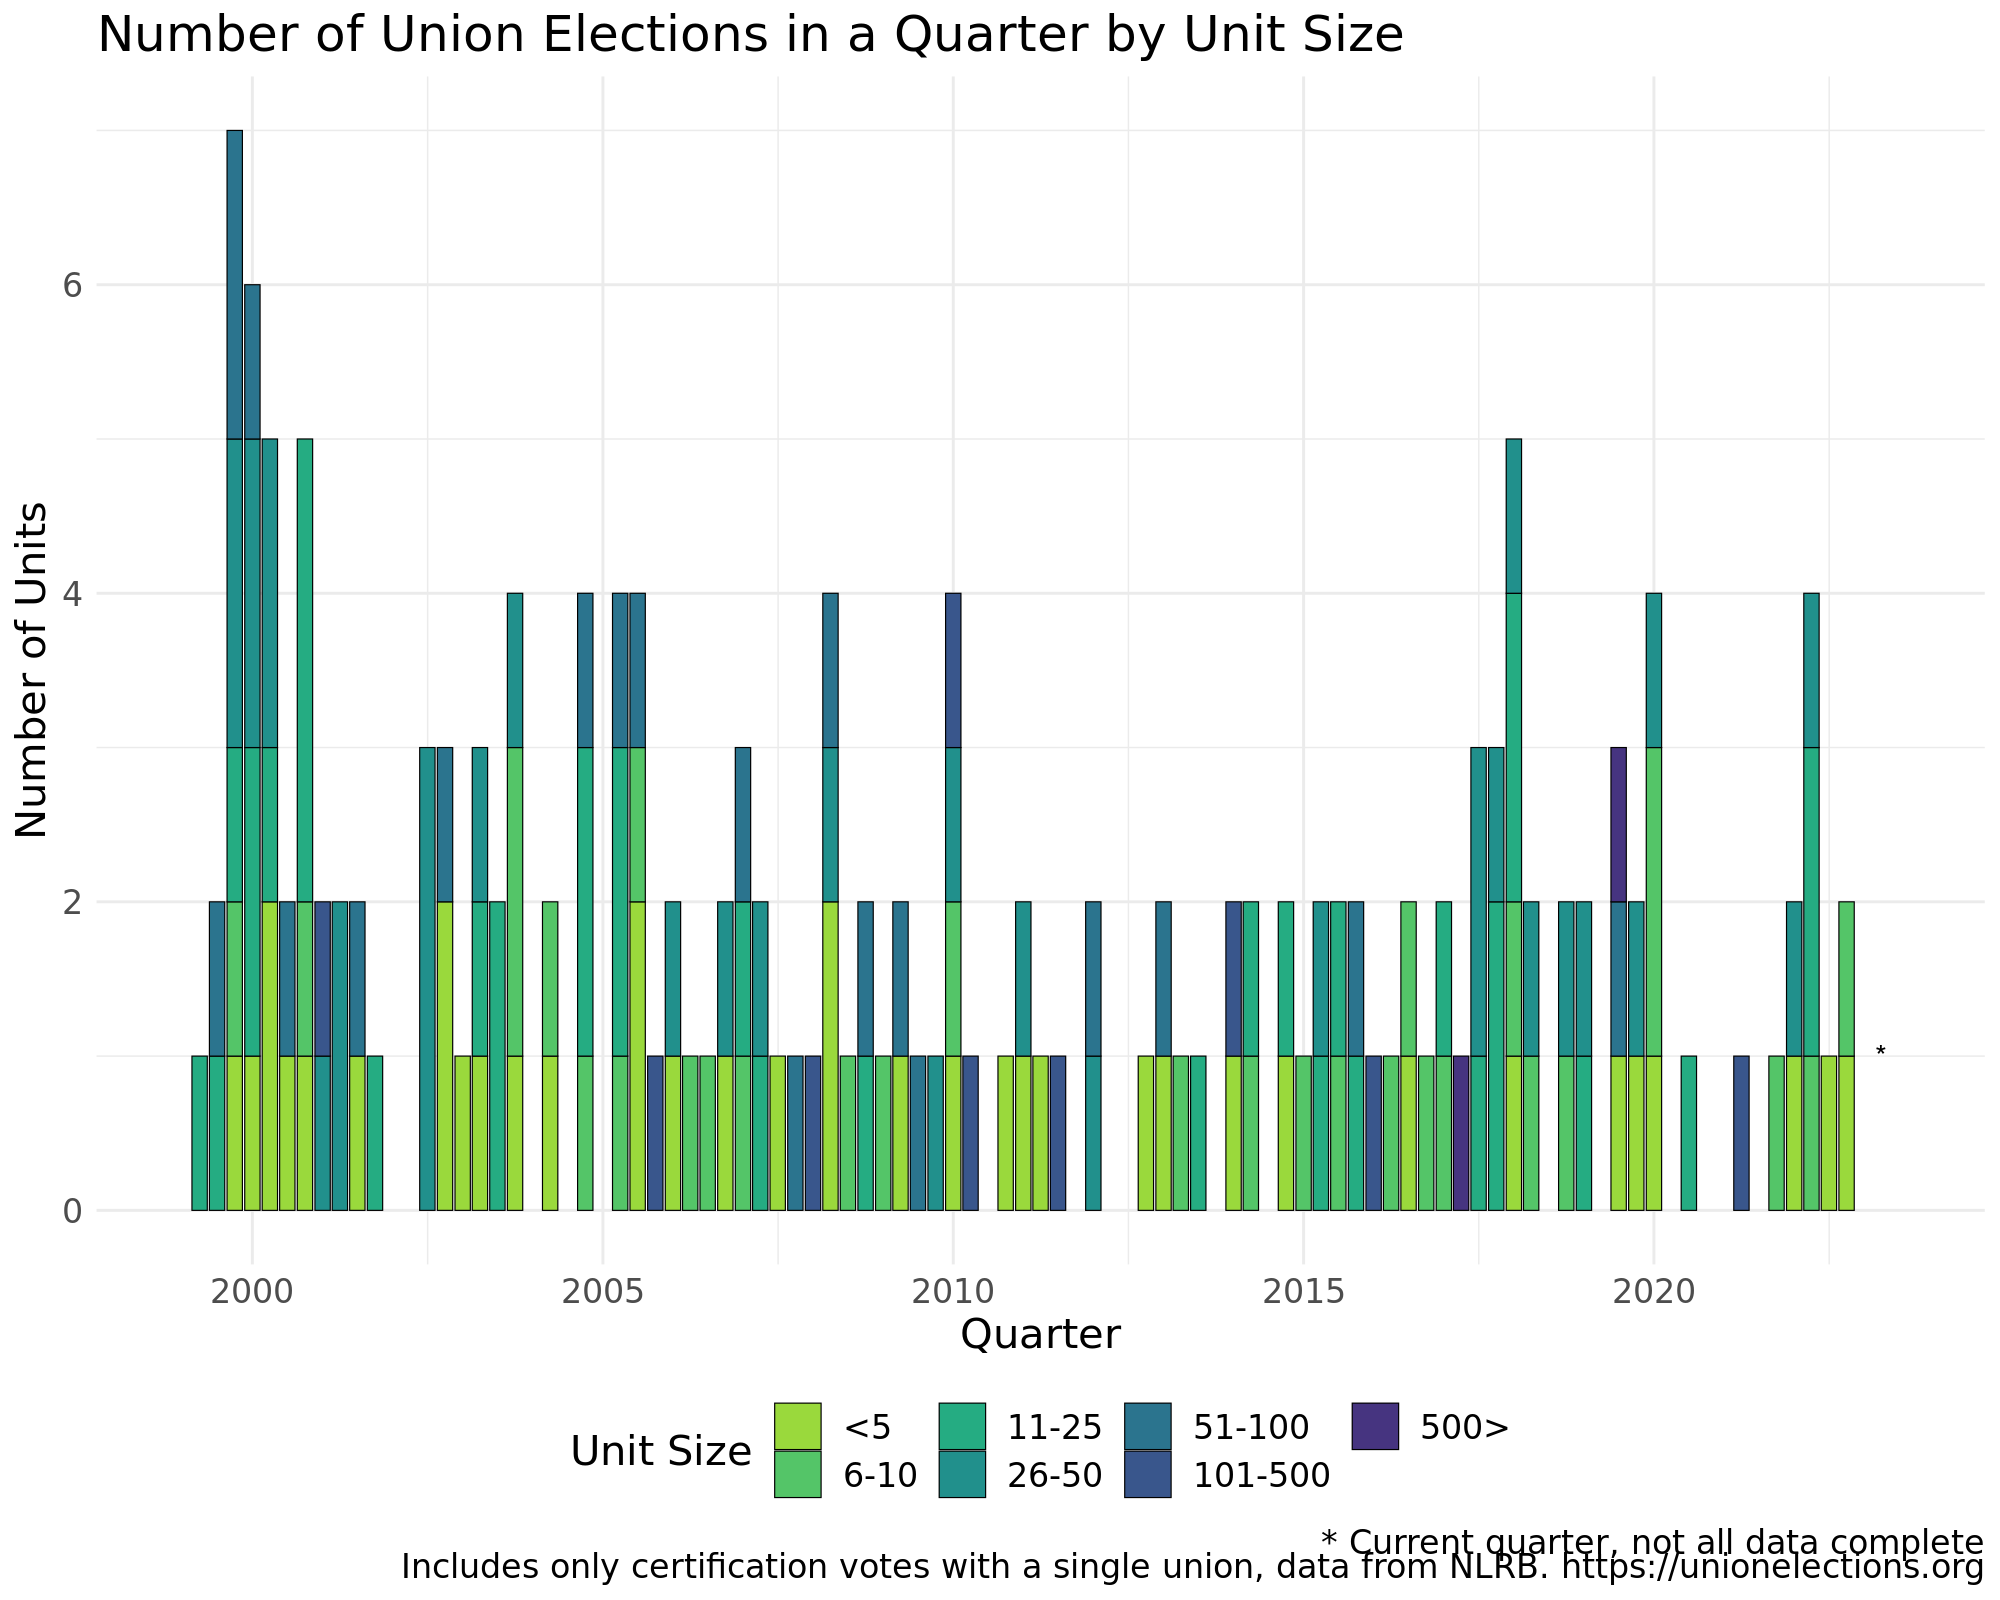 Number of Union Elections in a Quarter by Unit Size
Number of Units
6
4
2
0
*
2000 2005 2010 2015 2020
Quarter
Unit Size
<5 11-25 51-100 500>
6-10 26-50 101-500
* Current quarter, not all data complete
Includes only certification votes with a single union, data from NLRB. https://unionelections.org